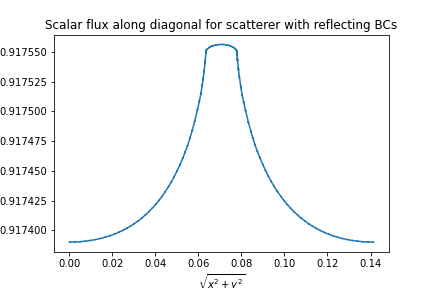 Scalar flux along diagonal for scatterer with reflecting BCs
0.917550
0.917525
0.917500
0.917475
0.917450
0.917425
0.917400
0.00 0.02 0.04 0.06 0.08 0.10 0.12 0.14
√x² + y²